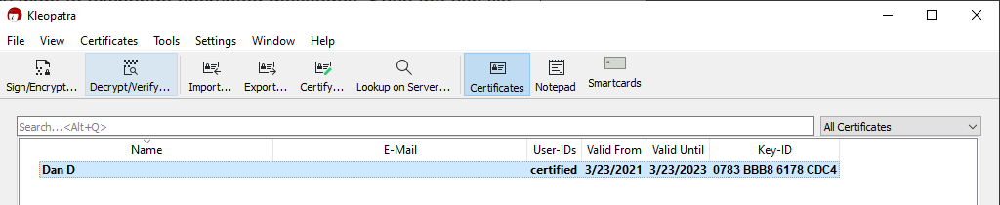 Kleopatra
File View Certificates Tools Settings Window Help
Sign/Encrypt... Decrypt/Verify... Import... Export... Certify... Lookup on Server... Certificates Notepad Smartcards
Search...<Alt+Q> All Certificates
Name E-Mail User-IDs Valid From Valid Until Key-ID
Dan D certified 3/23/2021 3/23/2023 0783 BBB8 6178 CDC4